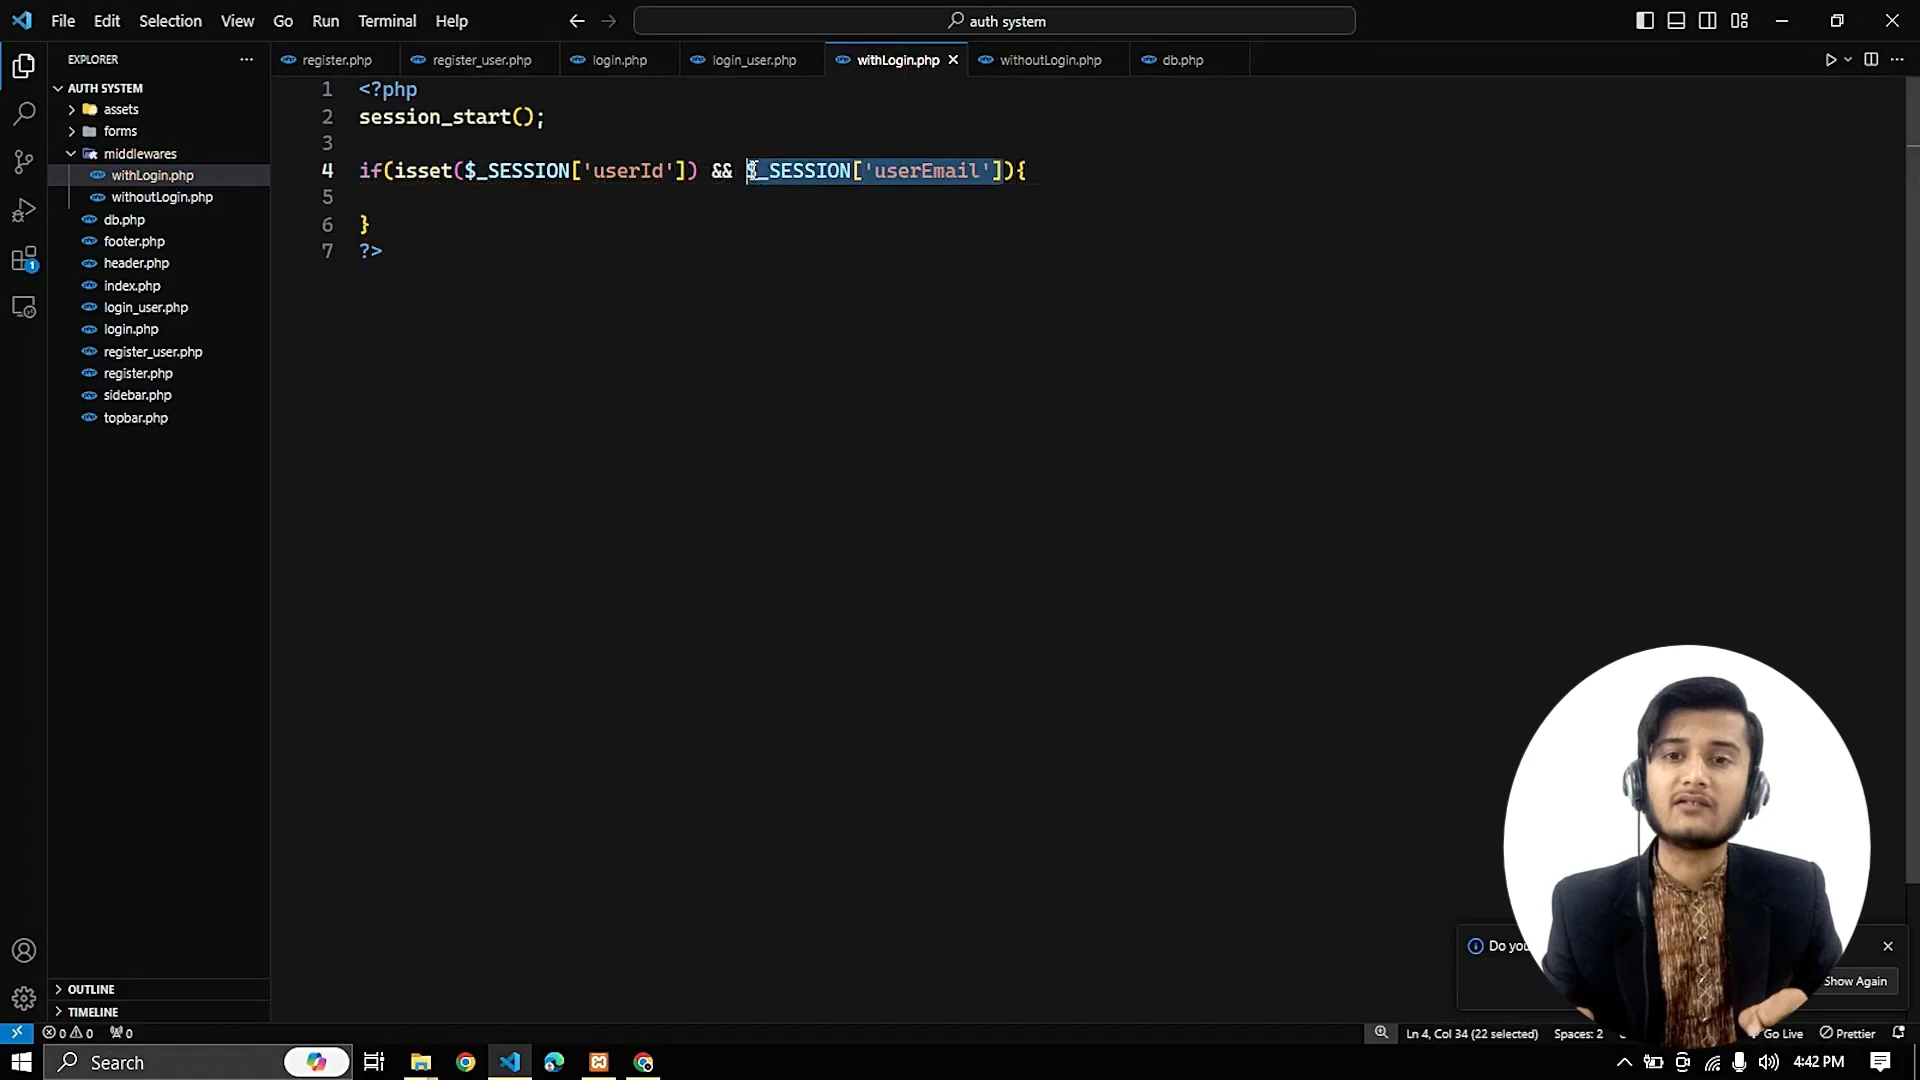 File Edit Selection View Go Run Terminal Help
auth system
EXPLORER
register.php register_user.php login.php login_user.php withLogin.php withoutLogin.php db.php
AUTH SYSTEM
assets
forms
middlewares
withLogin.php
withoutLogin.php
db.php
footer.php
header.php
index.php
login_user.php
login.php
register_user.php
register.php
sidebar.php
topbar.php
OUTLINE
TIMELINE
1 <?php
2 session_start();
3
4 if(isset($_SESSION['userId']) && $_SESSION['userEmail']){
5
6 }
7 ?>
1
Do you
Show Again
0 0 0
Ln 4, Col 34 (22 selected) Spaces: 2 Go Live Prettier
Search
4:42 PM